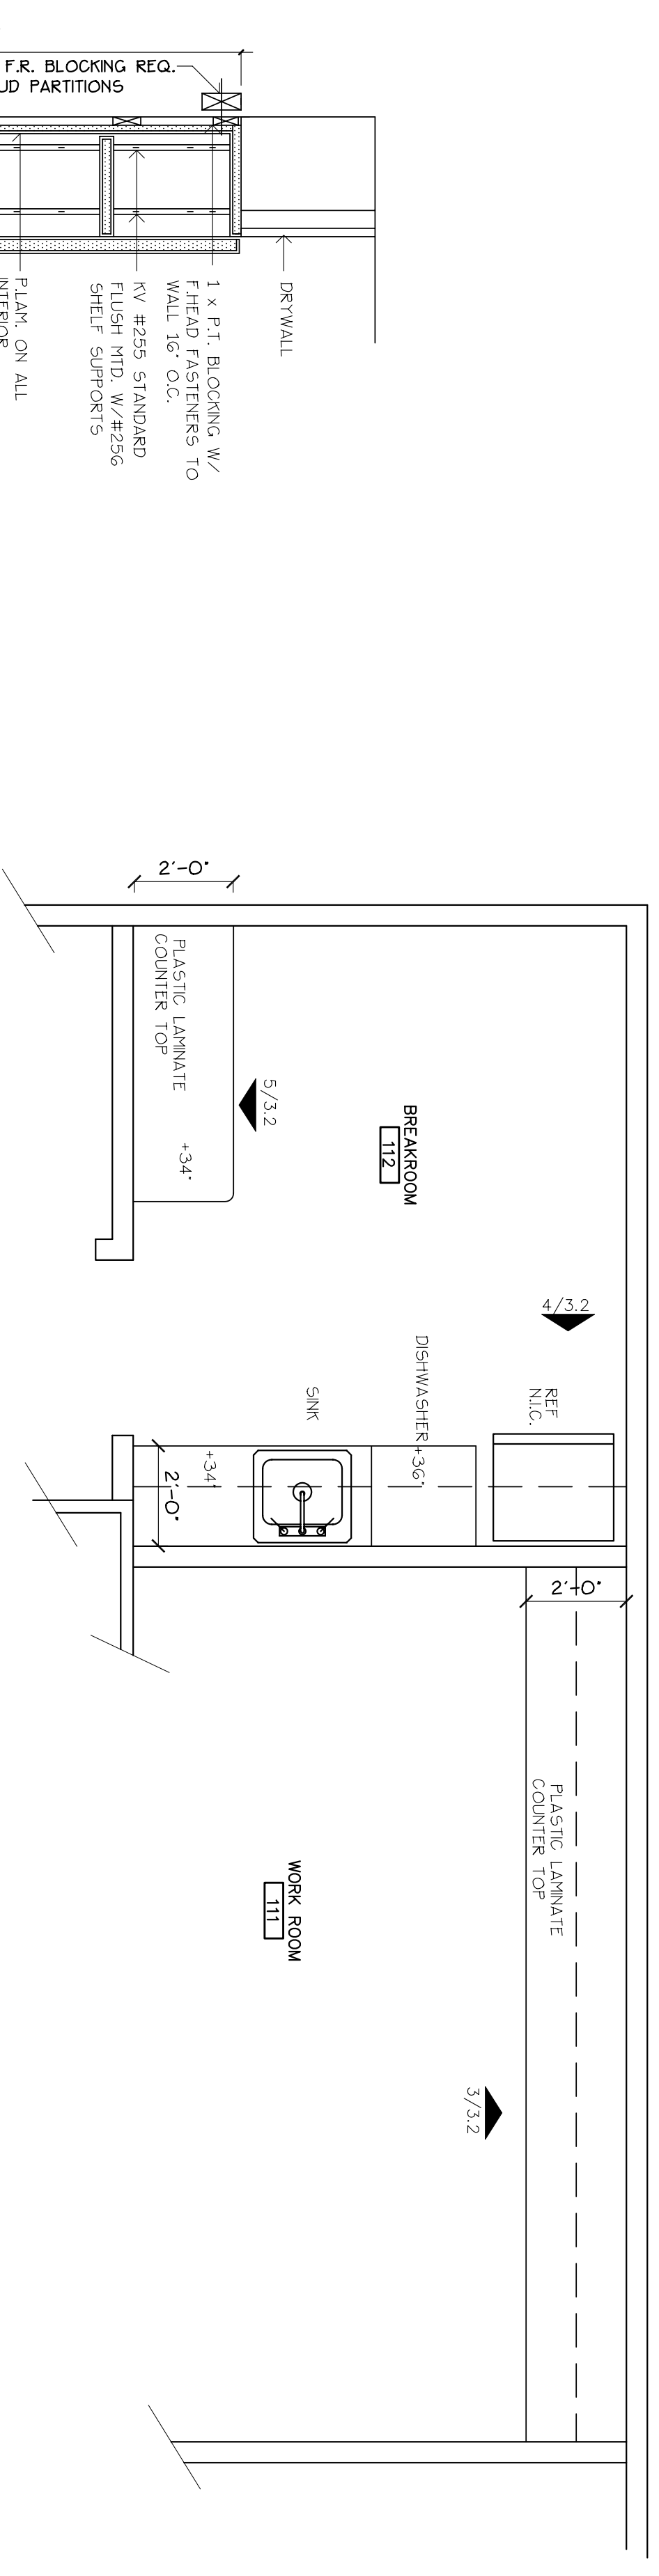 F.R. BLOCKING REQ.
UD PARTITIONS
DRYWALL
1 x P.T. BLOCKING W/
F.HEAD FASTENERS TO
WALL 16" O.C.
KV #255 STANDARD
FLUSH MTD. W/#256
SHELF SUPPORTS
P.LAM. ON ALL
INTERIOR
2'-0"
PLASTIC LAMINATE
COUNTER TOP
+34"
5/3.2
BREAKROOM
112
4/3.2
REF
N.I.C.
DISHWASHER
+36"
SINK
+34"
2'-0"
2'-0"
PLASTIC LAMINATE
COUNTER TOP
WORK ROOM
111
3/3.2